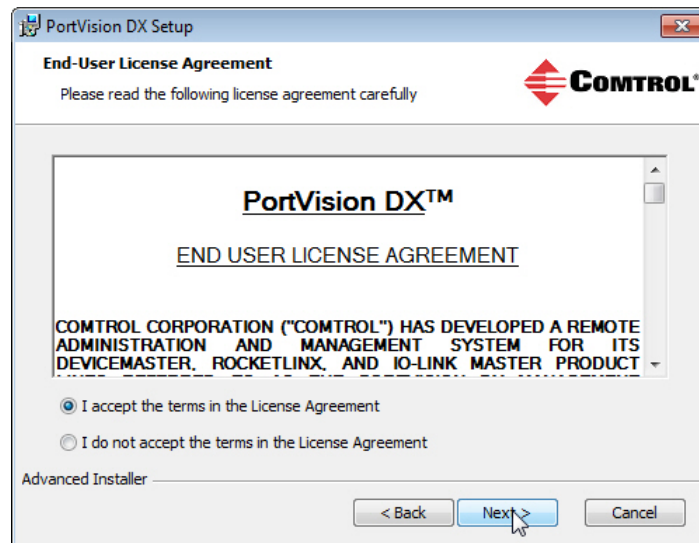 PortVision DX Setup
End-User License Agreement
Please read the following license agreement carefully
COMTROL®
PortVision DX™
END USER LICENSE AGREEMENT
COMTROL CORPORATION ("COMTROL") HAS DEVELOPED A REMOTE
ADMINISTRATION AND MANAGEMENT SYSTEM FOR ITS
DEVICEMASTER, ROCKETLINX, AND IO-LINK MASTER PRODUCT
I accept the terms in the License Agreement
I do not accept the terms in the License Agreement
Advanced Installer
< Back
Next >
Cancel